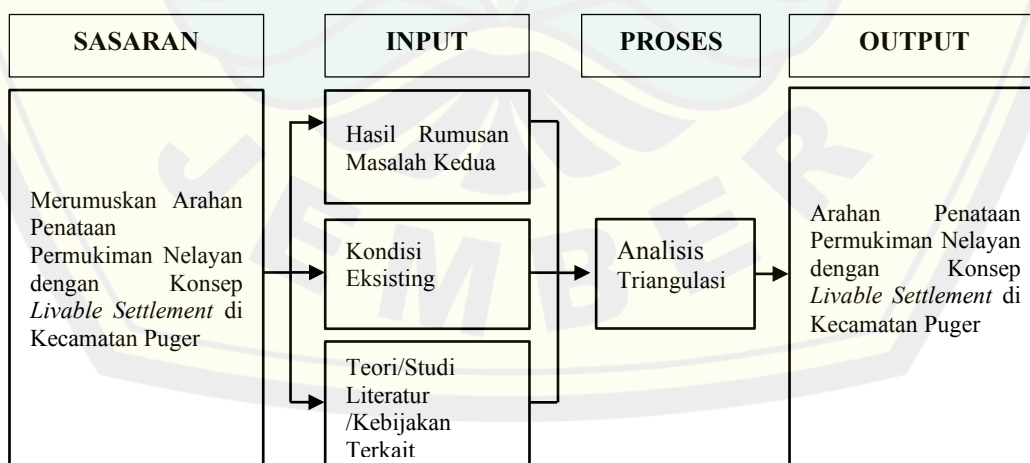 SASARAN
INPUT
PROSES
OUTPUT
Merumuskan Arahan
Penataan
Permukiman Nelayan
dengan Konsep
Livable Settlement di
Kecamatan Puger
Hasil Rumusan
Masalah Kedua
Kondisi
Eksisting
Teori/Studi
Literatur
/Kebijakan
Terkait
Analisis
Triangulasi
Arahan Penataan
Permukiman Nelayan
dengan Konsep
Livable Settlement di
Kecamatan Puger
JEMBER